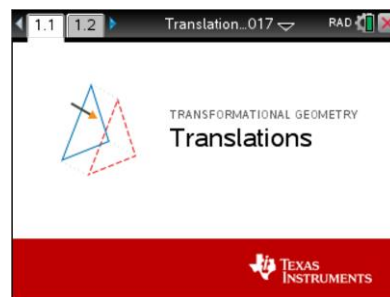 1.1 1.2 Translation...017 RAD
TRANSFORMATIONAL GEOMETRY
Translations
TEXAS
INSTRUMENTS